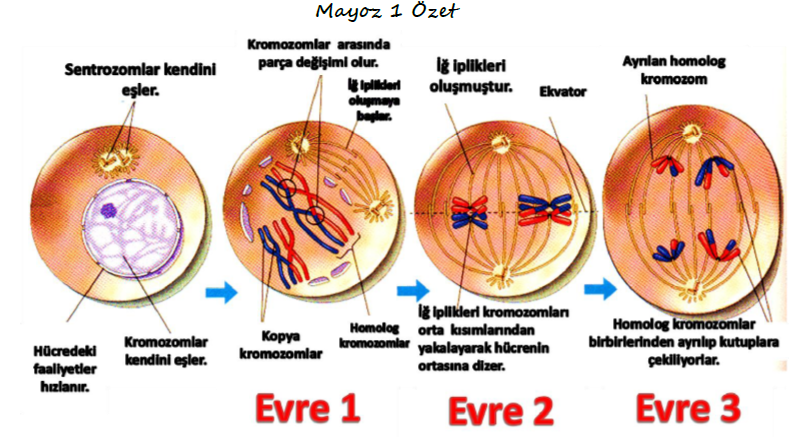 Mayoz 1 Özet
Sentrozomlar kendini
eşler.
Kromozomlar arasında
parça değişimi olur.
İğ iplikleri
oluşmaya
başlar.
İğ iplikleri
oluşmuştur.
Ekvator
Ayrılan homolog
kromozom
Hücredeki
faaliyetler
hızlanır.
Kromozomlar
kendini eşler.
Kopya
kromozomlar
Homolog
kromozomlar
İğ iplikleri kromozomları
orta kısımlarından
yakalayarak hücrenin
ortasına dizer.
Homolog kromozomlar
birbirlerinden ayrılıp kutuplara
çekiliyorlar.
Evre 1
Evre 2
Evre 3